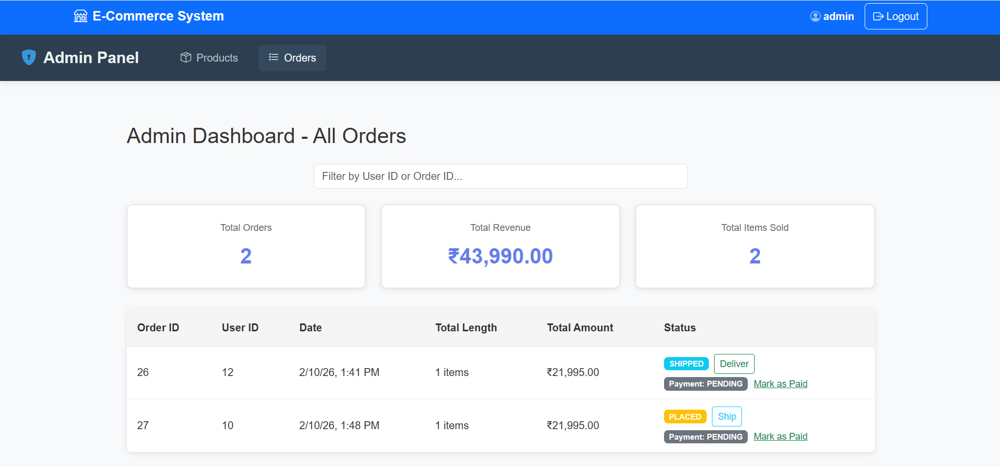 E-Commerce System
admin
Logout
Admin Panel
Products
Orders
Admin Dashboard - All Orders
Filter by User ID or Order ID...
Total Orders
2
Total Revenue
₹43,990.00
Total Items Sold
2
Order ID User ID Date Total Length Total Amount Status
26 12 2/10/26, 1:41 PM 1 items ₹21,995.00 SHIPPED Deliver
Payment: PENDING Mark as Paid
27 10 2/10/26, 1:48 PM 1 items ₹21,995.00 PLACED Ship
Payment: PENDING Mark as Paid